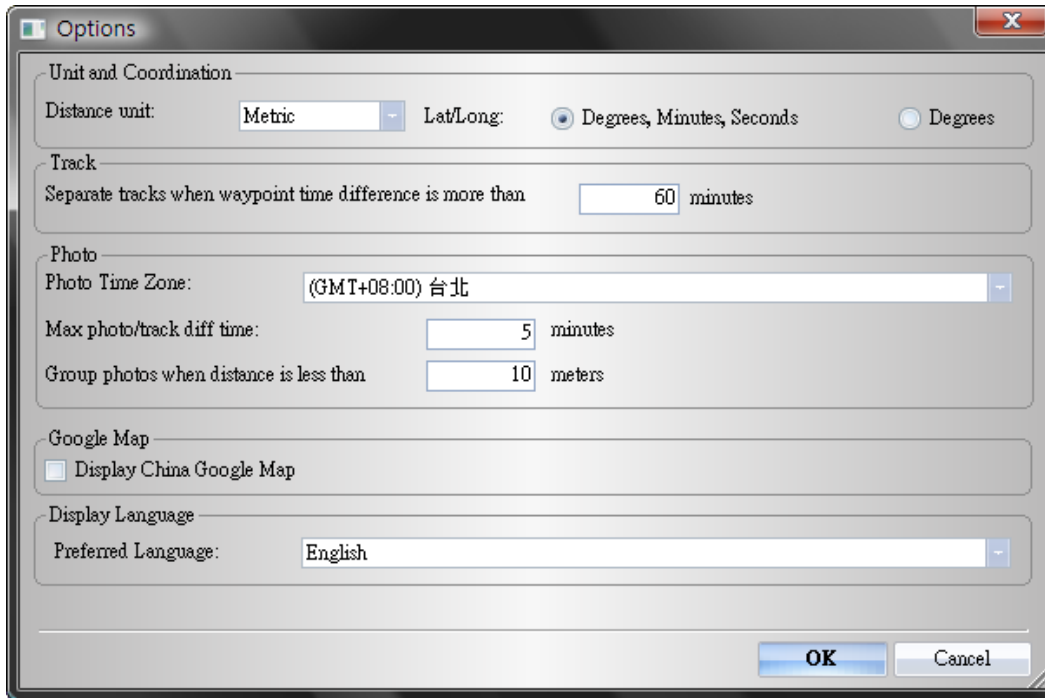 Options
Unit and Coordination
Distance unit: Metric Lat/Long: Degrees, Minutes, Seconds Degrees
Track
Separate tracks when waypoint time difference is more than 60 minutes
Photo
Photo Time Zone: (GMT+08:00) 台北
Max photo/track diff time: 5 minutes
Group photos when distance is less than 10 meters
Google Map
Display China Google Map
Display Language
Preferred Language: English
OK Cancel